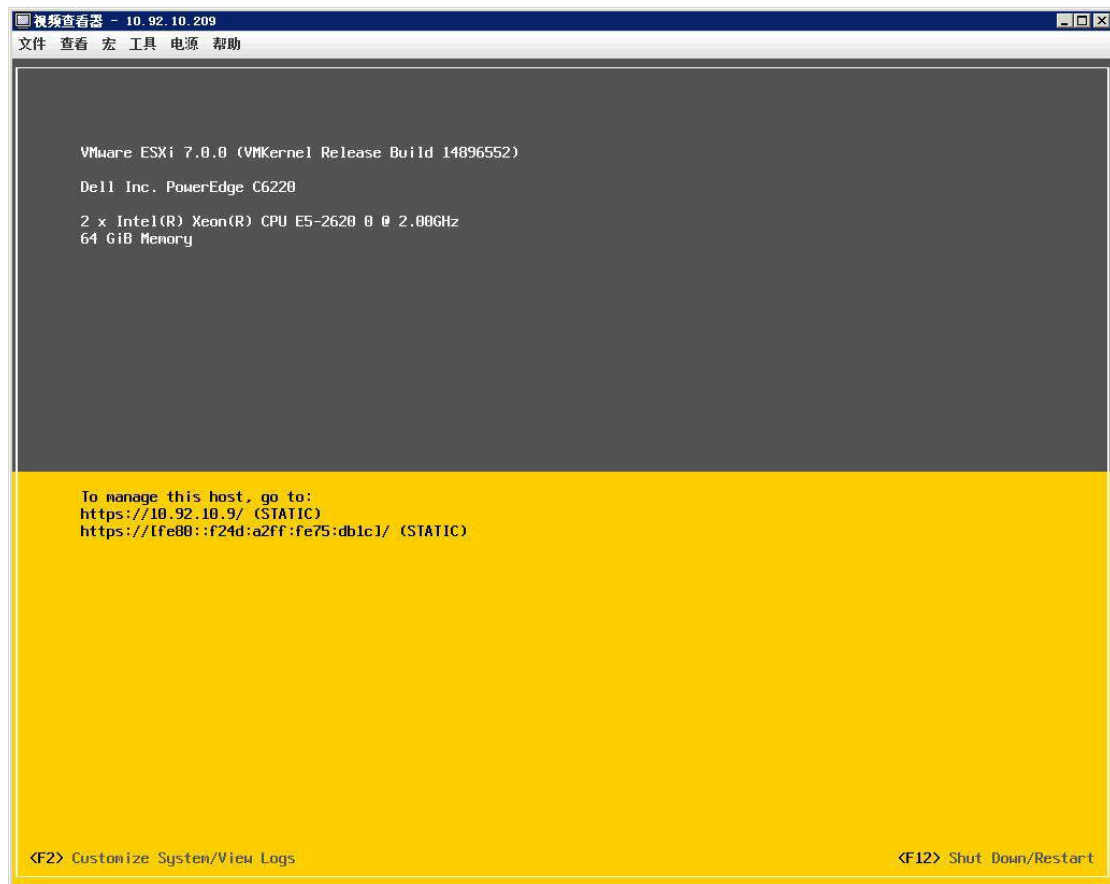 视频查看器 - 10.92.10.209
文件 查看 宏 工具 电源 帮助
VMware ESXi 7.0.0 (VMKernel Release Build 14896552)
Dell Inc. PowerEdge C6220
2 x Intel(R) Xeon(R) CPU E5-2620 0 @ 2.00GHz
64 GiB Memory
To manage this host, go to:
https://10.92.10.9/ (STATIC)
https://[fe80::f24d:a2ff:fe75:db1c]/ (STATIC)
<F2> Customize System/View Logs
<F12> Shut Down/Restart